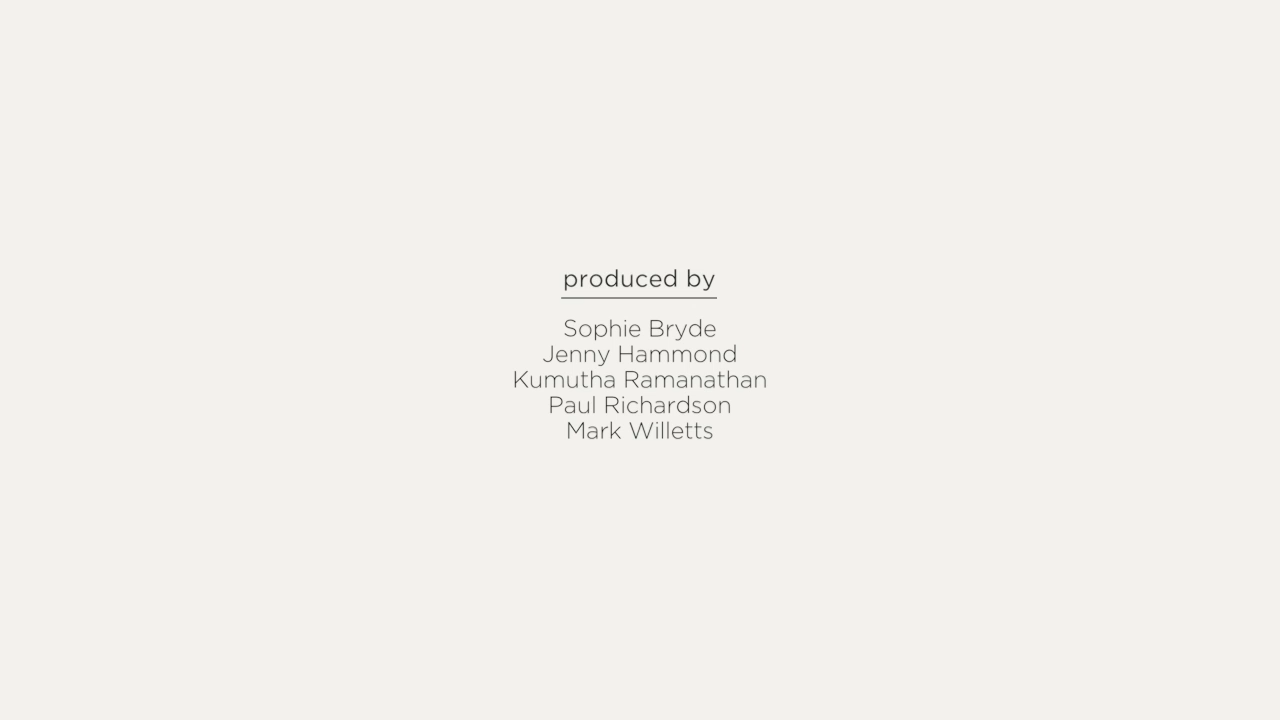 produced by
Sophie Bryde
Jenny Hammond
Kumutha Ramanathan
Paul Richardson
Mark Willetts